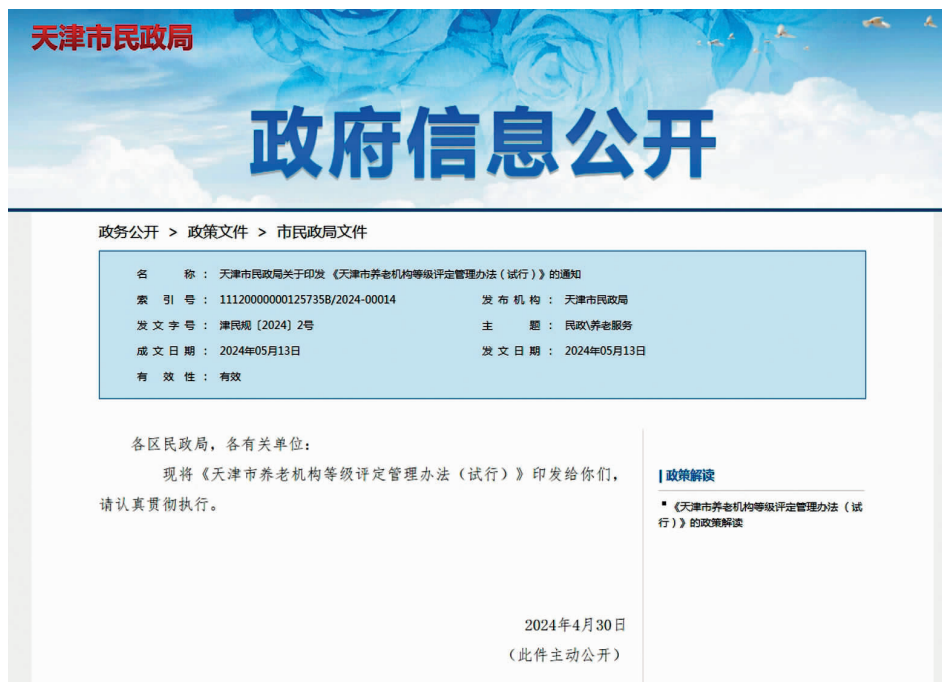 天津市民政局
政府信息公开
政务公开 > 政策文件 > 市民政局文件
名 称： 天津市民政局关于印发《天津市养老机构等级评定管理办法（试行）》的通知
索 引 号： 11120000000125735B/2024-00014 发 布 机 构： 天津市民政局
发 文 字 号： 津民规〔2024〕2号 主 题： 民政\养老服务
成 文 日 期： 2024年05月13日 发 文 日 期： 2024年05月13日
有 效 性： 有效
各区民政局，各有关单位：
现将《天津市养老机构等级评定管理办法（试行）》印发给你们，
请认真贯彻执行。
2024年4月30日
（此件主动公开）
政策解读
▪《天津市养老机构等级评定管理办法（试
行）》的政策解读